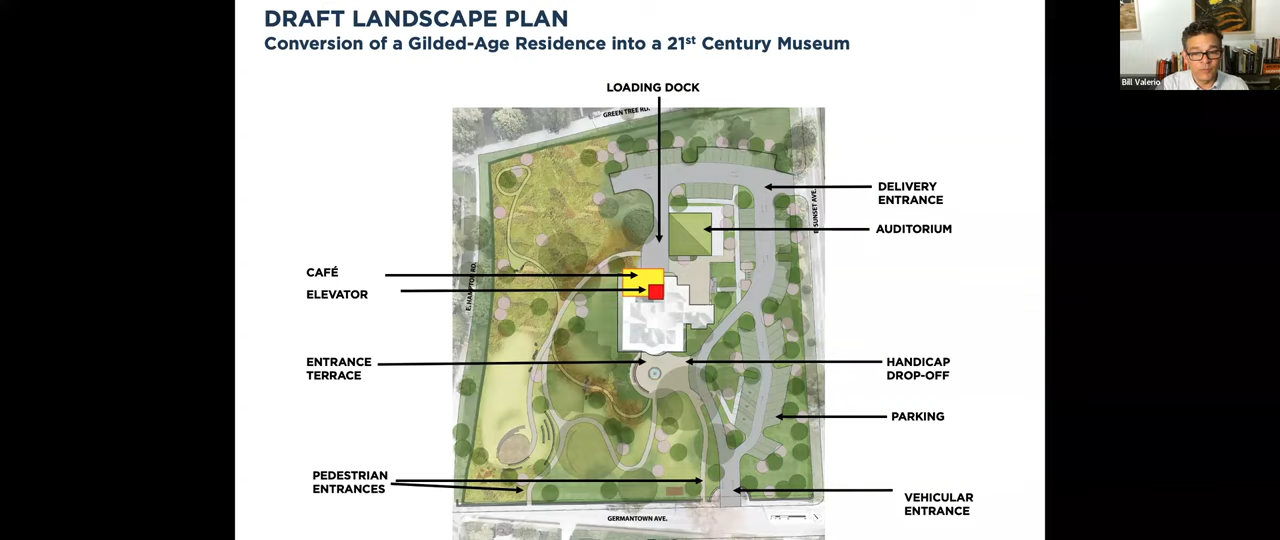 DRAFT LANDSCAPE PLAN
Conversion of a Gilded-Age Residence into a 21st Century Museum
Bill Valerio
LOADING DOCK
GREEN TREE RD.
DELIVERY
ENTRANCE
E. SUNSET AVE.
AUDITORIUM
CAFÉ
ELEVATOR
E. HAMPTON RD.
ENTRANCE
TERRACE
HANDICAP
DROP-OFF
PARKING
PEDESTRIAN
ENTRANCES
VEHICULAR
ENTRANCE
GERMANTOWN AVE.